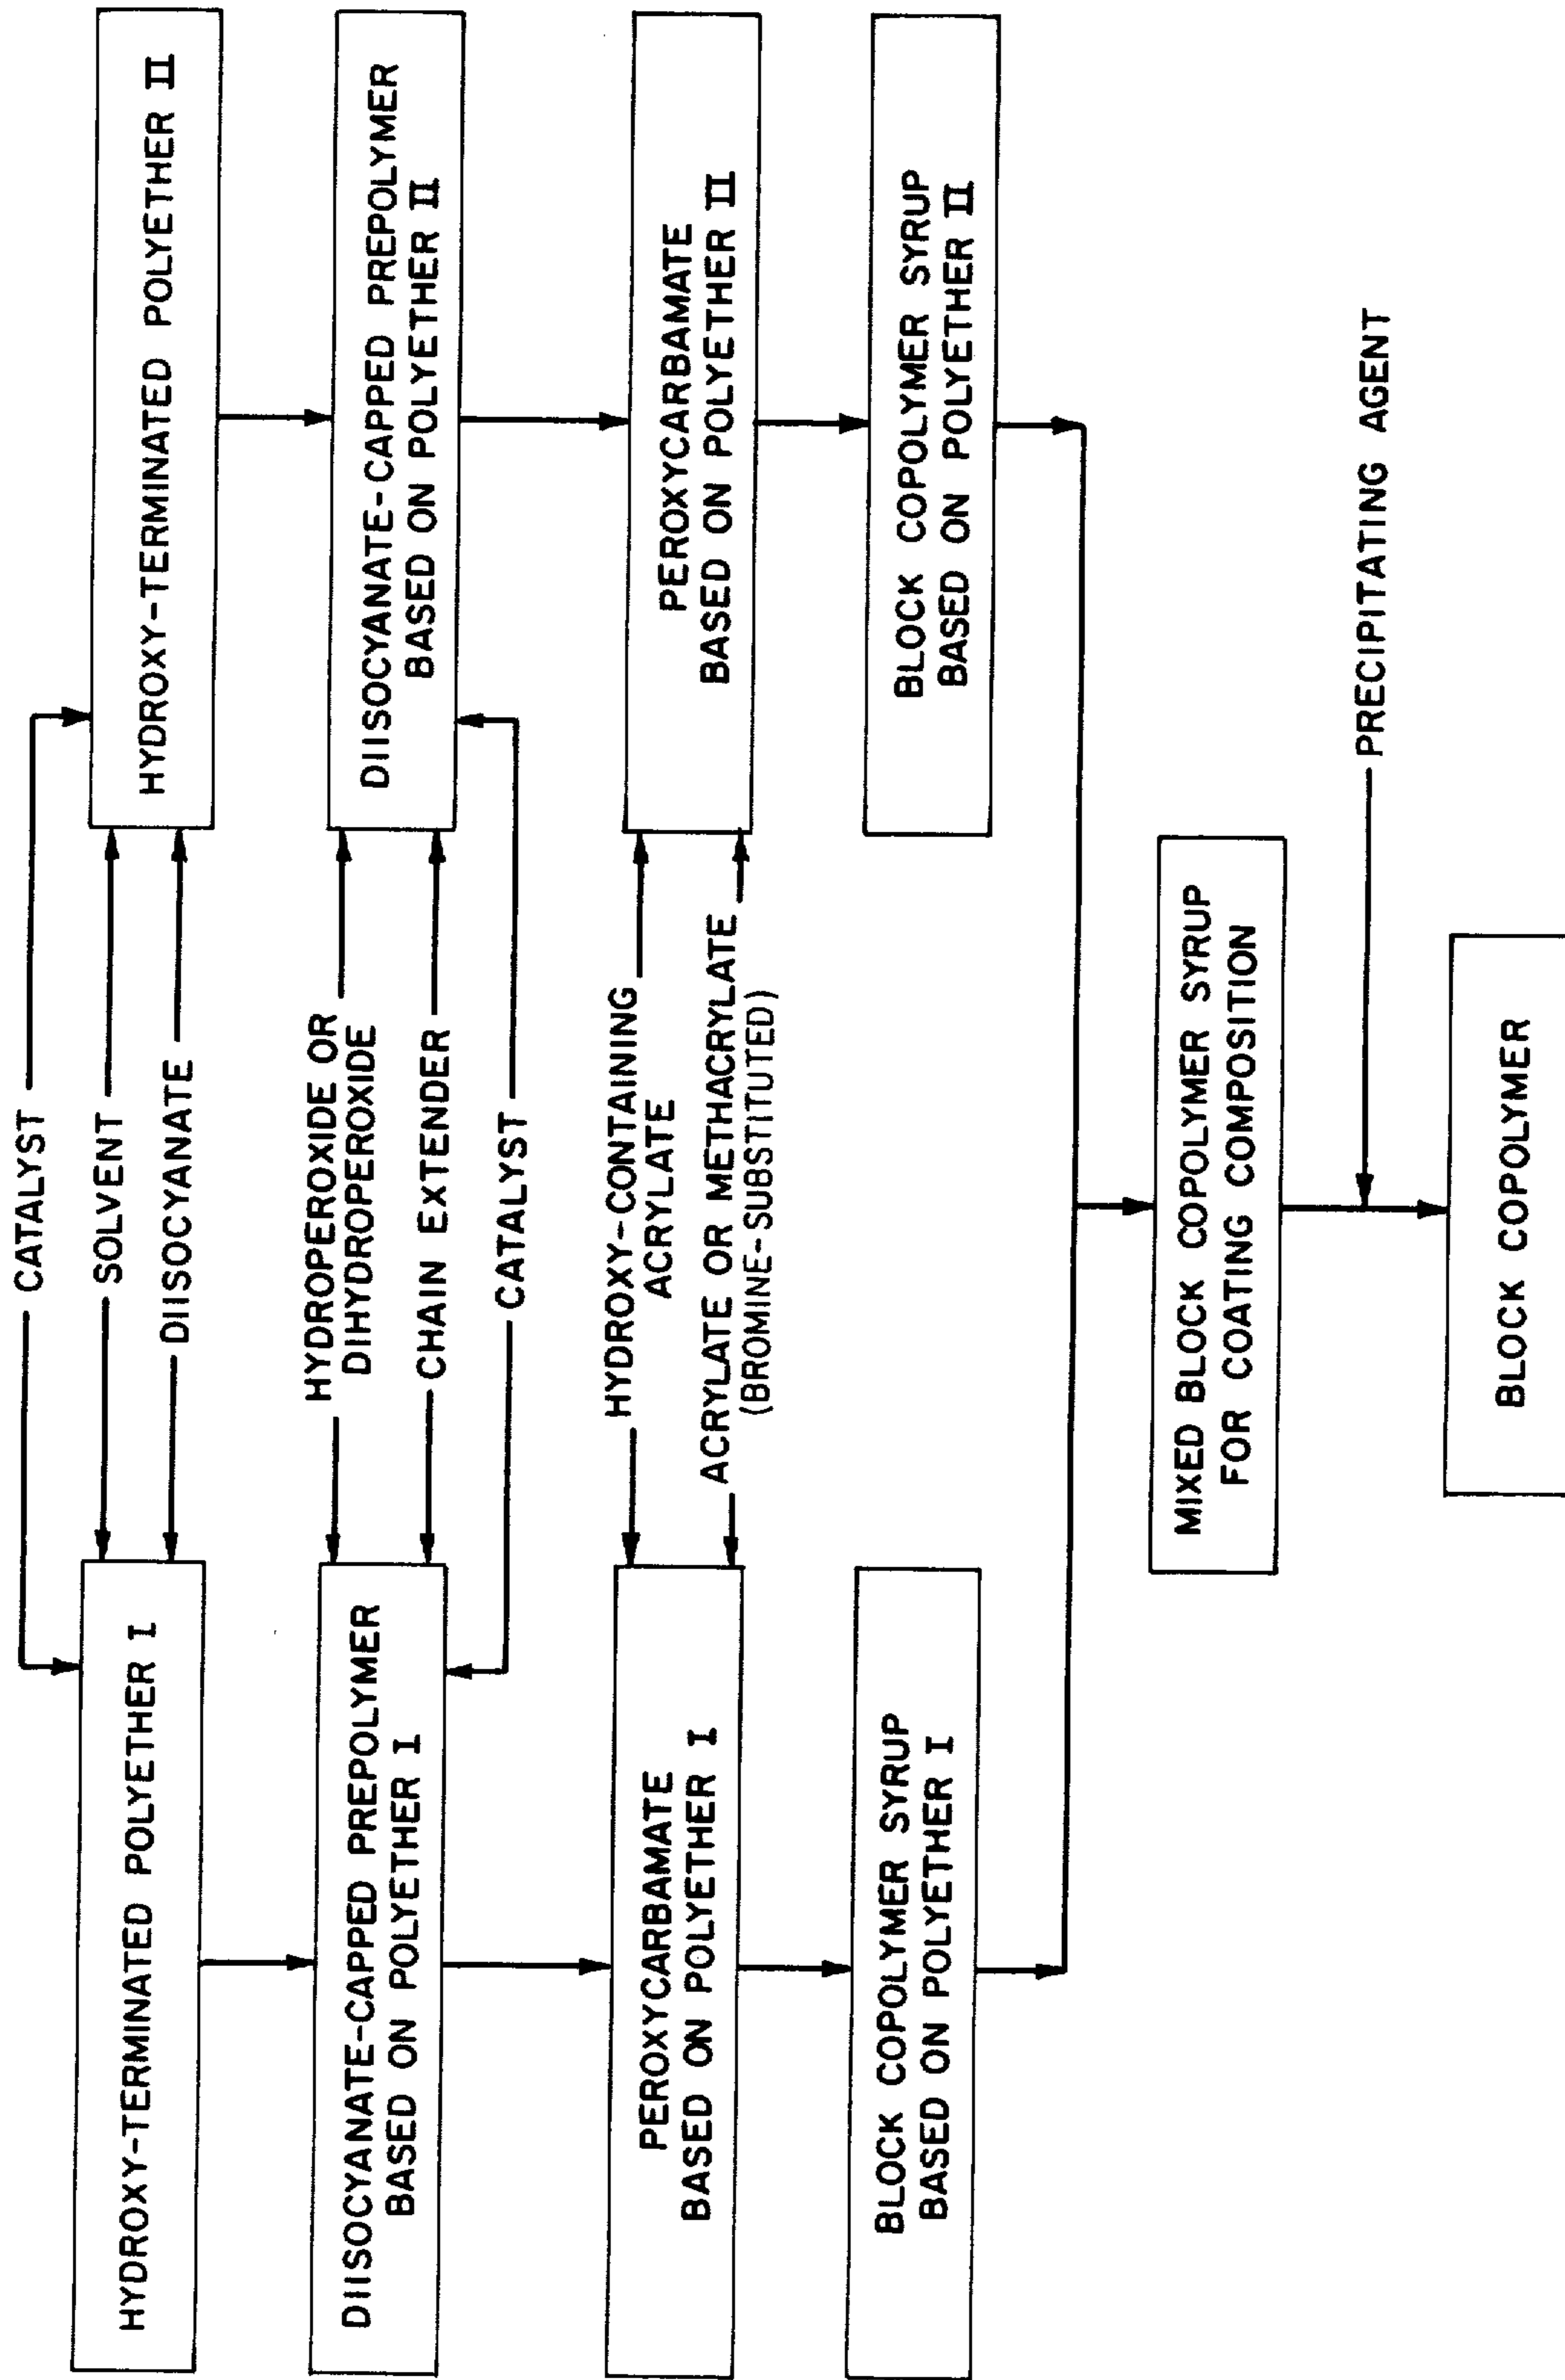 CATALYST
SOLVENT
DIISOCYANATE
HYDROXY-TERMINATED POLYETHER I
HYDROXY-TERMINATED POLYETHER II
HYDROPEROXIDE OR
DIHYDROPEROXIDE
CHAIN EXTENDER
CATALYST
DIISOCYANATE-CAPPED PREPOLYMER
BASED ON POLYETHER I
DIISOCYANATE-CAPPED PREPOLYMER
BASED ON POLYETHER II
HYDROXY-CONTAINING
ACRYLATE
ACRYLATE OR METHACRYLATE
(BROMINE-SUBSTITUTED)
PEROXYCARBAMATE
BASED ON POLYETHER I
PEROXYCARBAMATE
BASED ON POLYETHER II
BLOCK COPOLYMER SYRUP
BASED ON POLYETHER I
BLOCK COPOLYMER SYRUP
BASED ON POLYETHER II
MIXED BLOCK COPOLYMER SYRUP
FOR COATING COMPOSITION
PRECIPITATING AGENT
BLOCK COPOLYMER